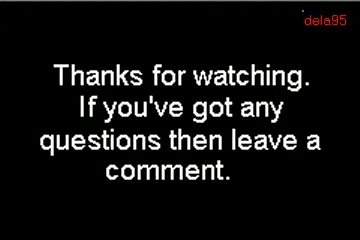 dela95
Thanks for watching.
If you've got any
questions then leave a
comment.